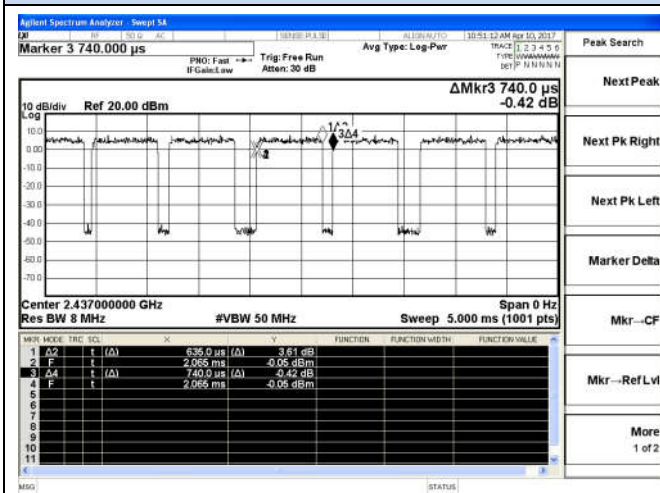 Agilent Spectrum Analyzer - Swept SA
RF 50 Ω AC SENSE:PULSE ALIGN AUTO 10:51:12 AM Apr 10, 2017
Marker 3 740.000 μs
PNO: Fast
IFGain:Low
Trig: Free Run
Atten: 30 dB
Avg Type: Log-Pwr
TRACE 1 2 3 4 5 6
TYPE
DET P N N N N N
Peak Search
Next Peak
Next Pk Right
Next Pk Left
Marker Delta
Mkr→CF
Mkr→Ref Lvl
More
1 of 2
ΔMkr3 740.0 μs
-0.42 dB
10 dB/div Ref 20.00 dBm
Log
10.0
0.00
-10.0
-20.0
-30.0
-40.0
-50.0
-60.0
-70.0
3Δ4
Center 2.437000000 GHz Span 0 Hz
Res BW 8 MHz #VBW 50 MHz Sweep 5.000 ms (1001 pts)
MKR MODE TRC SCL X Y FUNCTION FUNCTION WIDTH FUNCTION VALUE
1 Δ2 t (Δ) 635.0 μs (Δ) 3.61 dB
2 F t 2.065 ms -0.05 dBm
3 Δ4 t (Δ) 740.0 μs (Δ) -0.42 dB
4 F t 2.065 ms -0.05 dBm
5
6
7
8
9
10
11
MSG STATUS